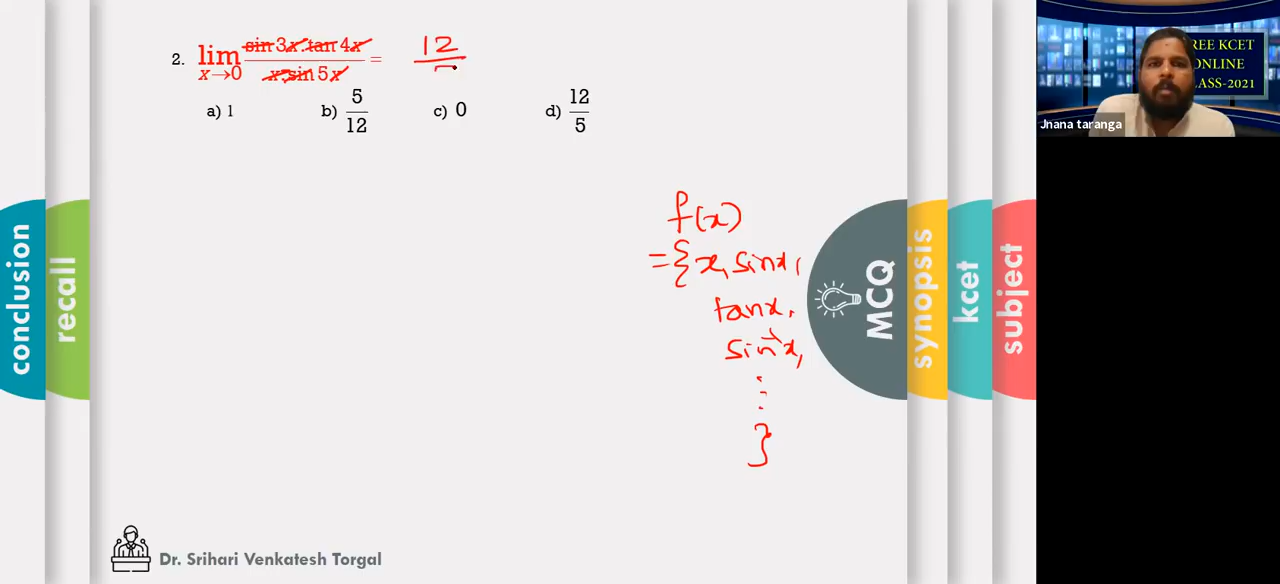 2. lim x→0 sin 3x.tan 4x / x.sin 5x = 12
a) 1 b) 5/12 c) 0 d) 12/5
f(x)
={x, sinx,
tanx,
sin⁻¹x,
⋮
}
conclusion
recall
MCQ
synopsis
kcet
subject
Dr. Srihari Venkatesh Torgal
REE KCET
ONLINE
LASS-2021
Jnana taranga